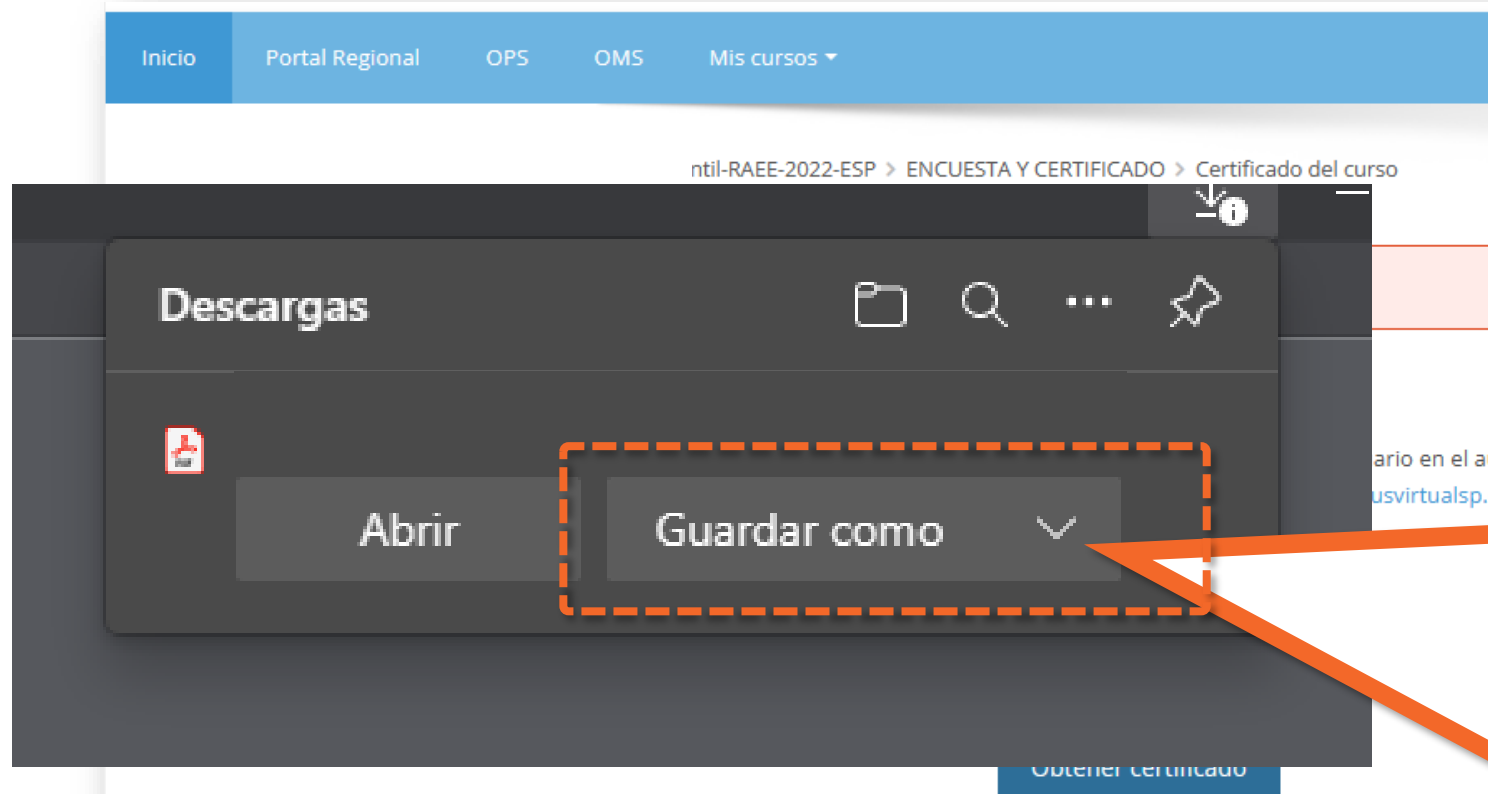 Inicio Portal Regional OPS OMS Mis cursos
ntil-RAEE-2022-ESP > ENCUESTA Y CERTIFICADO > Certificado del curso
Descargas
ario en el a
usvirtualsp.
Abrir Guardar como
Obtener certificado